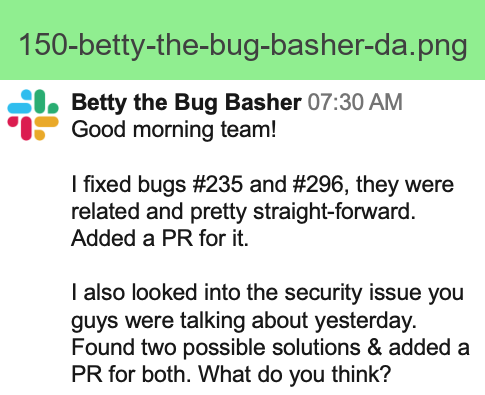 150-betty-the-bug-basher-da.png
Betty the Bug Basher 07:30 AM
Good morning team!
I fixed bugs #235 and #296, they were
related and pretty straight-forward.
Added a PR for it.
I also looked into the security issue you
guys were talking about yesterday.
Found two possible solutions & added a
PR for both. What do you think?